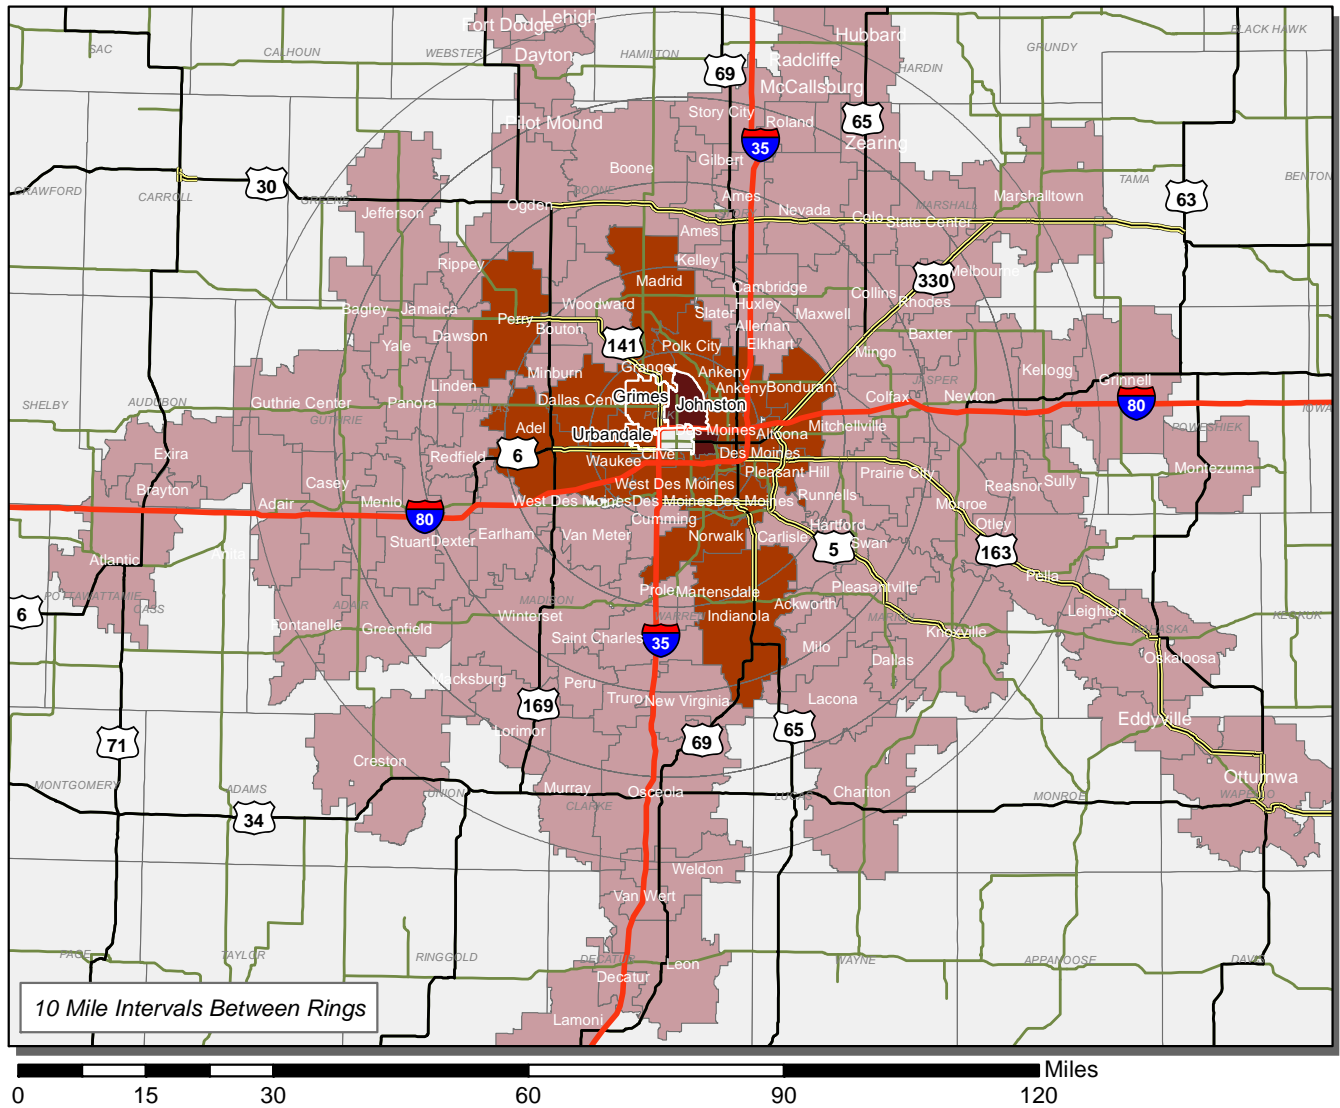 Fort Dodge
Lehigh
Dayton
HAMILTON
Hubbard
Radcliffe
HARDIN
GRUNDY
BLACK HAWK
SAC
CALHOUN
WEBSTER
69
McCallsburg
Story City
Roland
65
Pilot Mound
35
Zearing
Gilbert
Boone
BOONE
30
CRAWFORD
CARROLL
GREENE
Jefferson
Ogden
Ames
Nevada
Colo
State Center
MARSHALL
Marshalltown
TAMA
63
BENTON
Ames
Kelley
Rippey
Madrid
Cambridge
Huxley
Collins
330
Melbourne
Rhodes
Bagley
Jamaica
Woodward
Slater
Maxwell
Perry
Bouton
Alleman
Elkhart
Baxter
Dawson
Yale
141
Polk City
Mingo
Granger
Ankeny
Minburn
Linden
Ankeny
Bondurant
JASPER
Kellogg
Grinnell
80
SHELBY
AUDUBON
Guthrie Center
GUTHRIE
Panora
DALLAS
Dallas Cen
Grimes
Johnston
POLK
Colfax
Newton
IOWA
POWESHIEK
Adel
Urbandale
Des Moines
Altoona
Mitchellville
Exira
Redfield
6
Clive
Waukee
Des Moines
Pleasant Hill
Prairie City
Montezuma
Brayton
Casey
West Des Moines
Reasnor
Sully
Adair
Menlo
80
West Des Moines
Des Moines
Des Moines
Runnells
Monroe
Cumming
Hartford
Otley
Stuart
Dexter
Earlham
Van Meter
Norwalk
Carlisle
5
Swan
163
Anita
Atlantic
Pella
POTTAWATTAMIE
CASS
ADAIR
MADISON
Prole
Martensdale
Pleasantville
Ackworth
Leighton
6
Winterset
WARREN
Indianola
MARION
KEOKUK
Fontanelle
Greenfield
Saint Charles
35
Milo
Knoxville
MAHASKA
Dallas
Oskaloosa
Macksburg
Peru
Truro
New Virginia
Lacona
169
65
Eddyville
71
Lorimor
69
Creston
Ottumwa
MONTGOMERY
ADAMS
UNION
Murray
CLARKE
Osceola
LUCAS
Chariton
MONROE
WAPELLO
34
Weldon
Van Wert
PAGE
TAYLOR
RINGGOLD
DECATUR
Leon
Decatur
WAYNE
APPANOOSE
DAVIS
Lamoni
10 Mile Intervals Between Rings
Miles
0 15 30 60 90 120